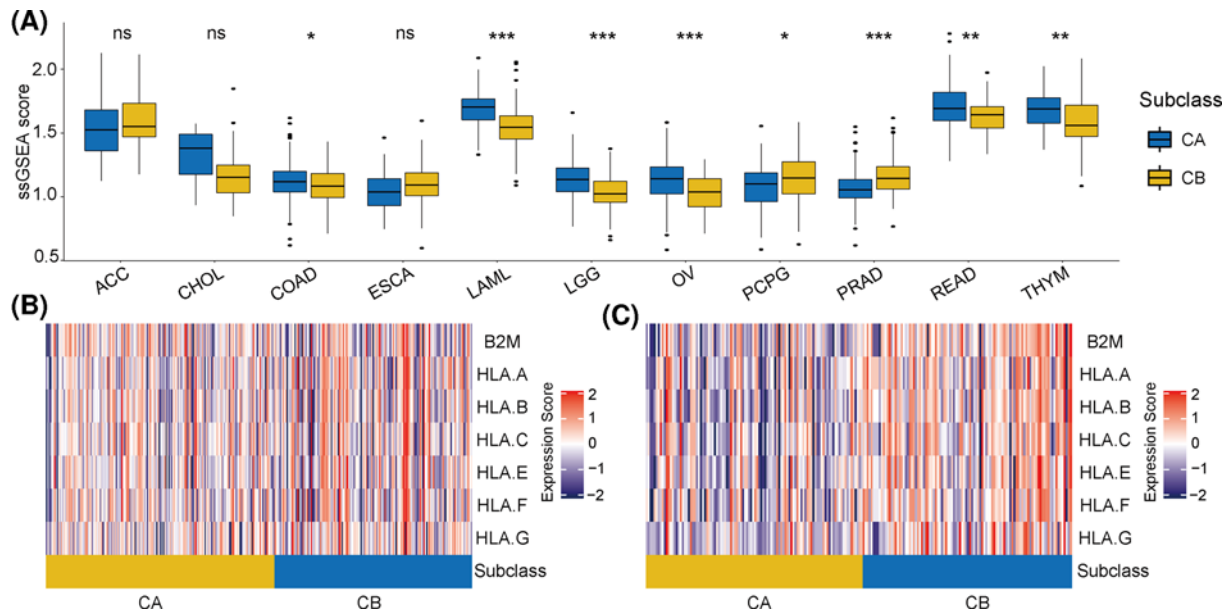 (A)
ns ns * ns *** *** *** * *** ** **
ssGSEA score
2.0
1.5
1.0
0.5
ACC CHOL COAD ESCA LAML LGG OV PCPG PRAD READ THYM
Subclass
CA
CB
(B)
B2M
HLA.A
HLA.B
HLA.C
HLA.E
HLA.F
HLA.G
Subclass
CA CB
Expression Score
2
1
0
−1
−2
(C)
B2M
HLA.A
HLA.B
HLA.C
HLA.E
HLA.F
HLA.G
Subclass
CA CB
Expression Score
2
1
0
−1
−2